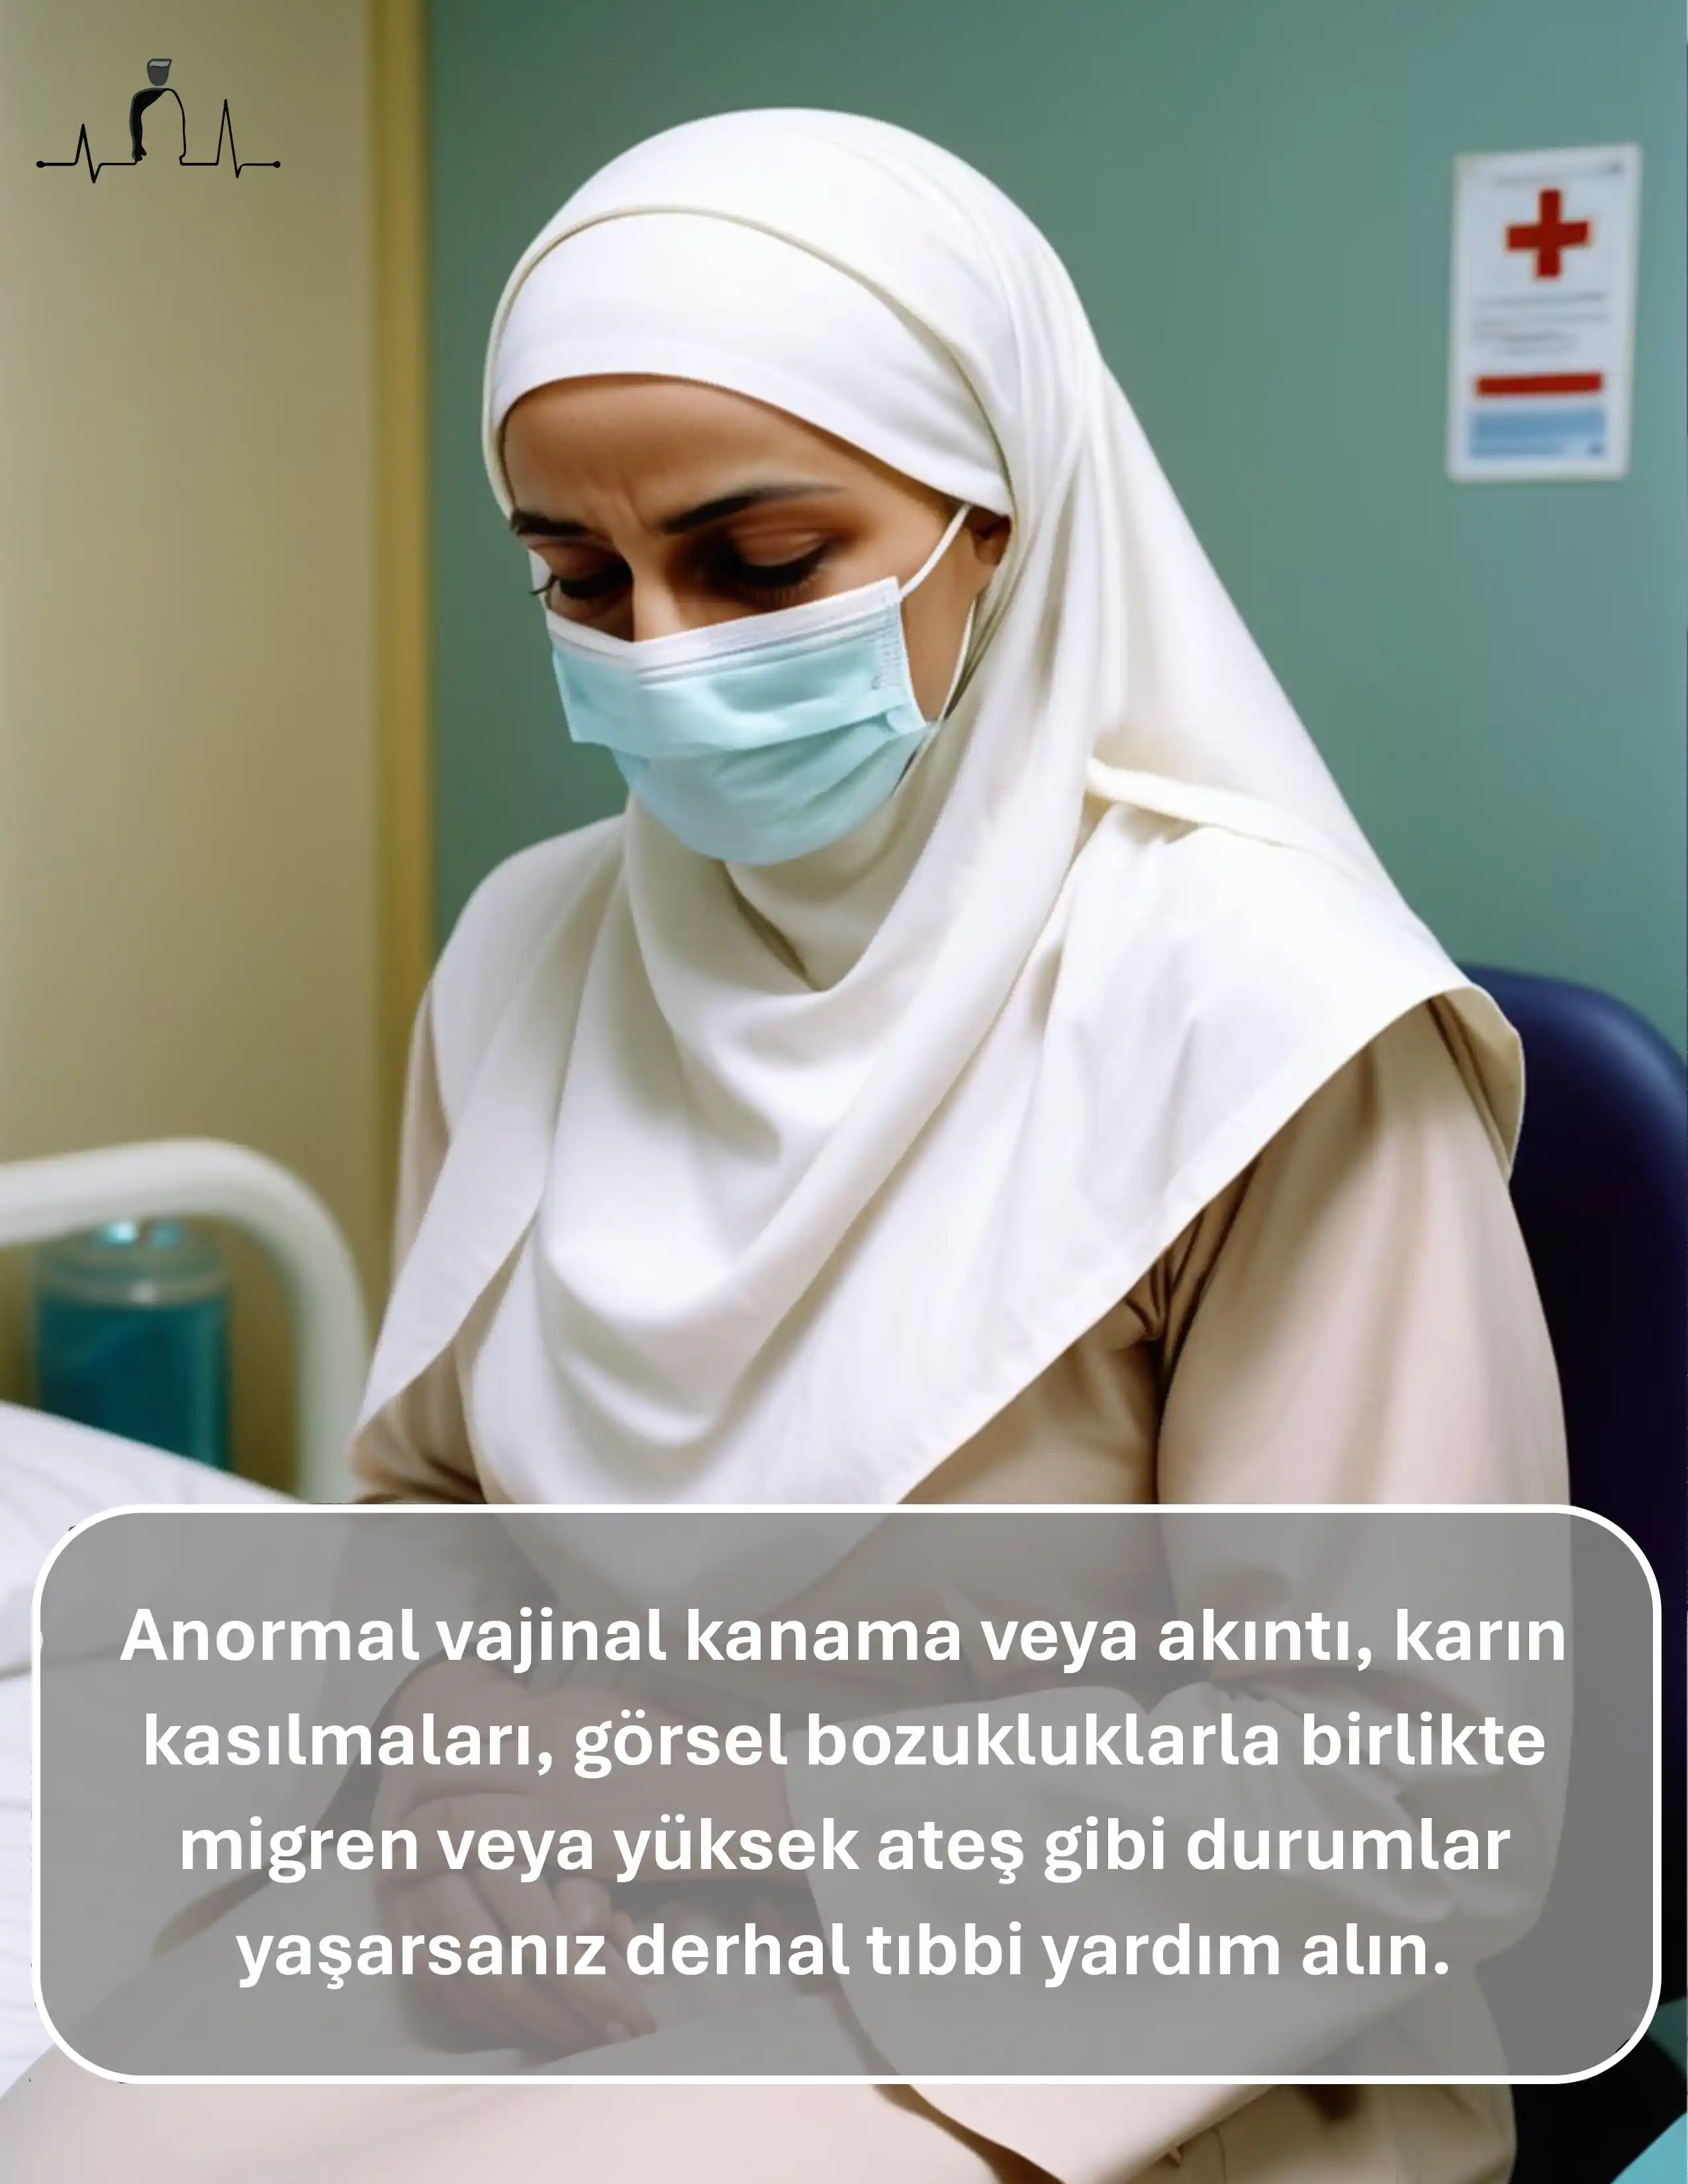 Anormal vajinal kanama veya akıntı, karın
kasılmaları, görsel bozukluklarla birlikte
migren veya yüksek ateş gibi durumlar
yaşarsanız derhal tıbbi yardım alın.